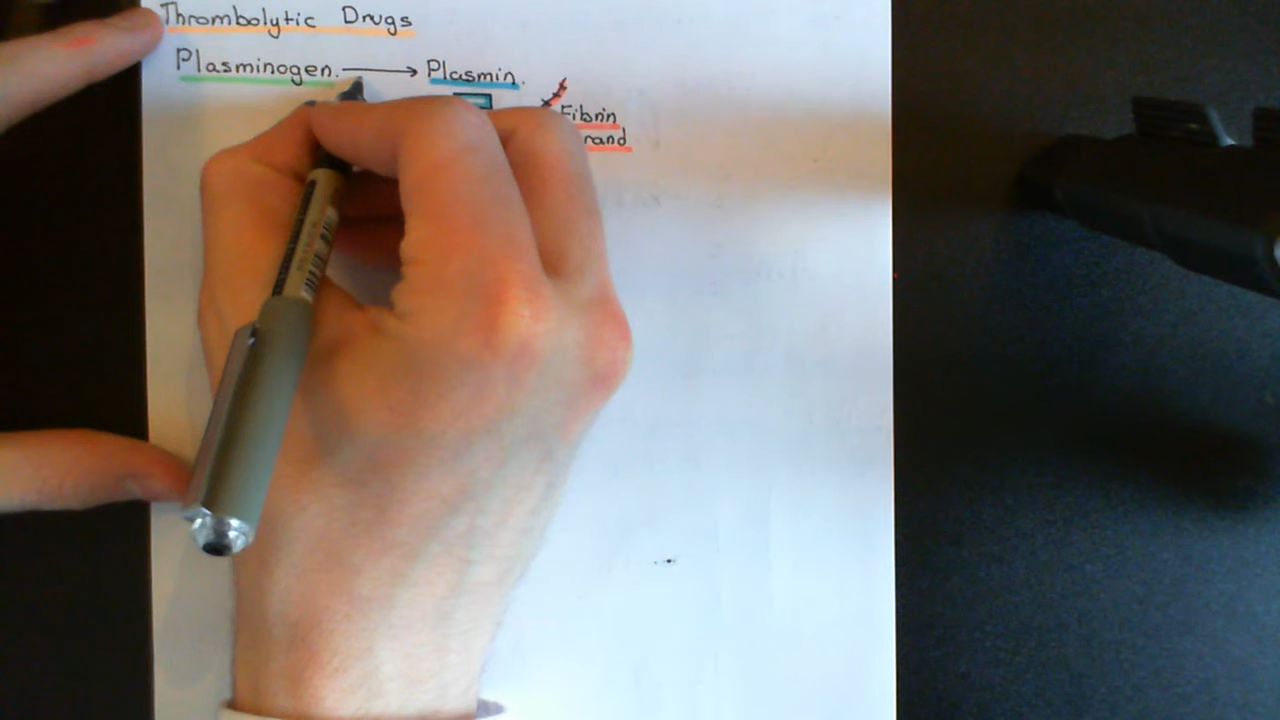 Thrombolytic Drugs
Plasminogen. → Plasmin.
Fibrin